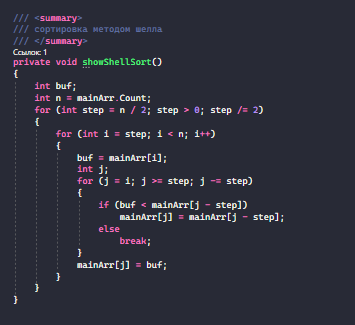 /// <summary>
/// сортировка методом шелла
/// </summary>
Ссылок: 1
private void showShellSort()
{
    int buf;
    int n = mainArr.Count;
    for (int step = n / 2; step > 0; step /= 2)
    {
        for (int i = step; i < n; i++)
        {
            buf = mainArr[i];
            int j;
            for (j = i; j >= step; j -= step)
            {
                if (buf < mainArr[j - step])
                    mainArr[j] = mainArr[j - step];
                else
                    break;
            }
            mainArr[j] = buf;
        }
    }
}